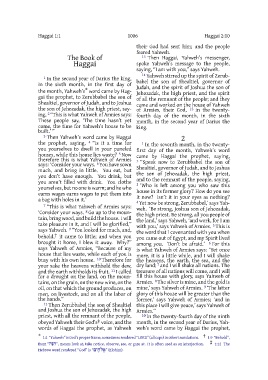 Haggai 1:1
1096
Haggai 2:10
The Book of
Haggai
1 In the second year of Darius the king,
in the sixth month, in the first day of
the month, Yahweh's word came by Hag-
gai the prophet, to Zerubbabel the son of
Shealtiel, governor of Judah, and to Joshua
the son of Jehozadak, the high priest, say-
ing, 2 “This is what Yahweh of Armies says:
These people say, ‘The time hasn't yet
come, the time for Yahweh's house to be
built.’”
3 Then Yahweh's word came by Haggai
the prophet, saying, 4 “Is it a time for
you yourselves to dwell in your paneled
houses, while this house lies waste? 5 Now
therefore this is what Yahweh of Armies
says: ‘Consider your ways. 6 You have sown
much, and bring in little. You eat, but
you don't have enough. You drink, but
you aren't filled with drink. You clothe
yourselves, but no one is warm; and he who
earns wages earns wages to put them into
a bag with holes in it.’
7 “This is what Yahweh of Armies says:
‘Consider your ways. 8 Go up to the moun-
tain, bring wood, and build the house. I will
take pleasure in it, and I will be glorified,’
says Yahweh. 9 “You looked for much, and,
behold, it came to little; and when you
brought it home, I blew it away. Why?”
says Yahweh of Armies, “Because of my
house that lies waste, while each of you is
busy with his own house. 10 Therefore for
your sake the heavens withhold the dew,
and the earth withholds its fruit. 11 I called
for a drought on the land, on the moun-
tains, on the grain, on the new wine, on the
oil, on that which the ground produces, on
men, on livestock, and on all the labor of
the hands.”
12 Then Zerubbabel, the son of Shealtiel
and Joshua, the son of Jehozadak, the high
priest, with all the remnant of the people,
obeyed Yahweh their God's voice, and the
words of Haggai the prophet, as Yahweh
their God had sent him; and the people
feared Yahweh.
13 Then Haggai, Yahweh's messenger,
spoke Yahweh's message to the people,
saying, “I am with you,” says Yahweh.
14 Yahweh stirred up the spirit of Zerub-
babel the son of Shealtiel, governor of
Judah, and the spirit of Joshua the son of
Jehozadak, the high priest, and the spirit
of all the remnant of the people; and they
came and worked on the house of Yahweh
of Armies, their God, 15 in the twenty-
fourth day of the month, in the sixth
month, in the second year of Darius the
king.
2
1 In the seventh month, in the twenty-
first day of the month, Yahweh's word
came by Haggai the prophet, saying,
2 “Speak now to Zerubbabel the son of
Shealtiel, governor of Judah, and to Joshua
the son of Jehozadak, the high priest,
and to the remnant of the people, saying,
3 ‘Who is left among you who saw this
house in its former glory? How do you see
it now? Isn't it in your eyes as nothing?
4 Yet now be strong, Zerubbabel,’ says Yah-
weh. ‘Be strong, Joshua son of Jehozadak,
the high priest. Be strong, all you people of
the land,’ says Yahweh, ‘and work, for I am
with you,’ says Yahweh of Armies. 5 This is
the word that I covenanted with you when
you came out of Egypt, and my Spirit lived
among you. ‘Don't be afraid.’ 6 For this
is what Yahweh of Armies says: ‘Yet once
more, it is a little while, and I will shake
the heavens, the earth, the sea, and the
dry land; 7 and I will shake all nations. The
treasure of all nations will come, and I will
fill this house with glory, says Yahweh of
Armies. 8 The silver is mine, and the gold is
mine,’ says Yahweh of Armies. 9 ‘The latter
glory of this house will be greater than the
former,’ says Yahweh of Armies; ‘and in
this place I will give peace,’ says Yahweh of
Armies.”
10 In the twenty-fourth day of the ninth
month, in the second year of Darius, Yah-
weh's word came by Haggai the prophet,